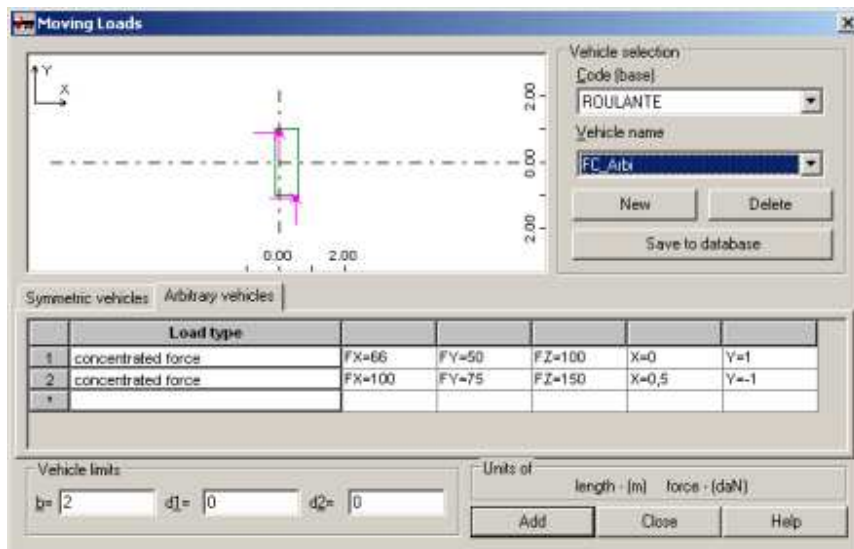 Moving Loads
Y
X
2.00
0.00
2.00
0.00 2.00
Vehicle selection
Code (base)
ROULANTE
Vehicle name
FC_Arbi
New Delete
Save to database
Symmetric vehicles Arbitrary vehicles
Load type
1 concentrated force FX=66 FY=50 FZ=100 X=0 Y=1
2 concentrated force FX=100 FY=75 FZ=150 X=0,5 Y=-1
*
Vehicle limits
b= 2 d1= 0 d2= 0
Units of
length - (m) force - (daN)
Add Close Help